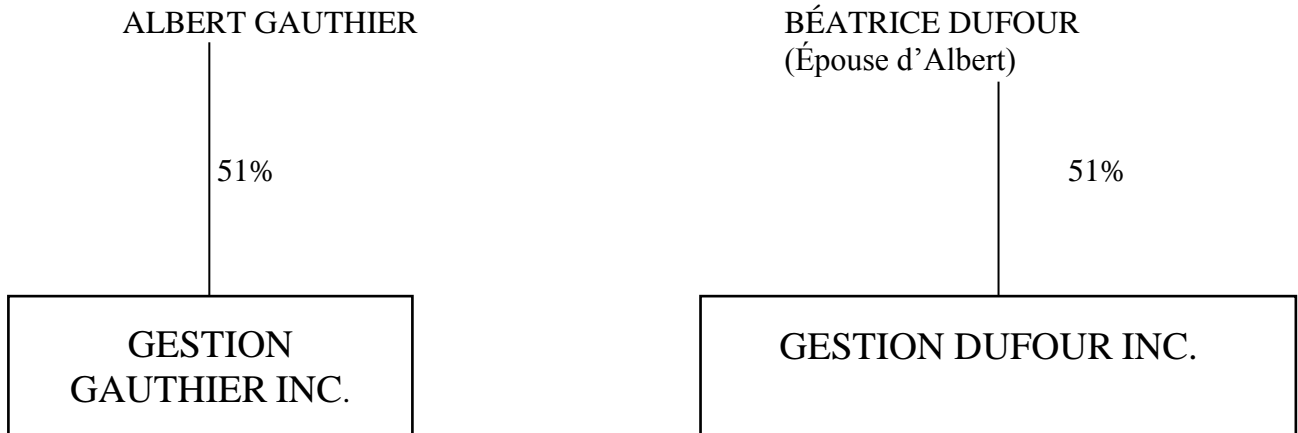 ALBERT GAUTHIER
BÉATRICE DUFOUR
(Épouse d’Albert)
51%
51%
GESTION
GAUTHIER INC.
GESTION DUFOUR INC.